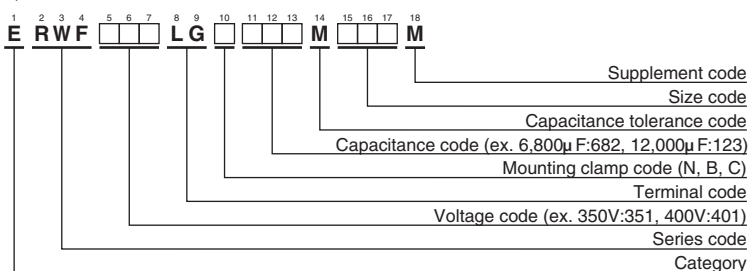 1 2 3 4 5 6 7 8 9 10 11 12 13 14 15 16 17 18
E R W F □□□ L G □ □□□ M □□□ M
Supplement code
Size code
Capacitance tolerance code
Capacitance code (ex. 6,800μF:682, 12,000μF:123)
Mounting clamp code (N, B, C)
Terminal code
Voltage code (ex. 350V:351, 400V:401)
Series code
Category